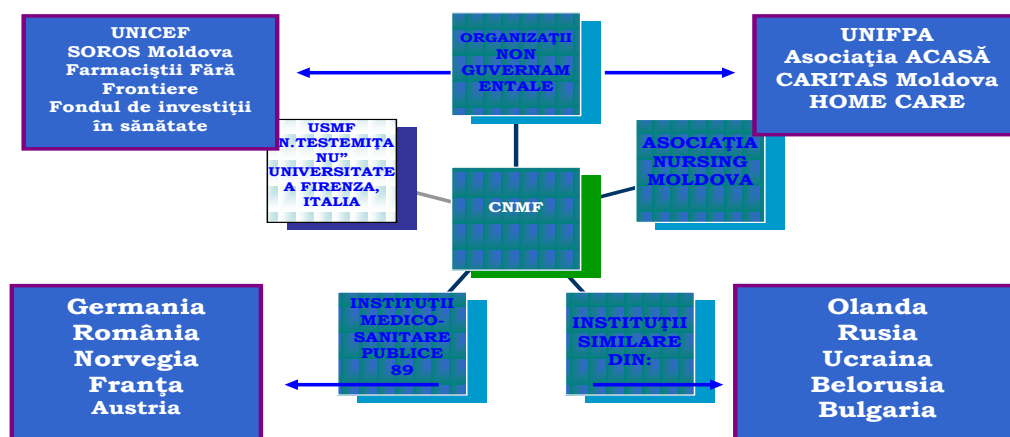 UNICEF
SOROS Moldova
Farmaciştii Fără
Frontiere
Fondul de investiţii
în sănătate
ORGANIZAŢII
NON
GUVERNAM
ENTALE
UNIFPA
Asociaţia ACASĂ
CARITAS Moldova
HOME CARE
USMF
“N.TESTEMIŢA
NU”
UNIVERSITATE
A FIRENZA,
ITALIA
CNMF
ASOCIAŢIA
NURSING
MOLDOVA
Germania
România
Norvegia
Franţa
Austria
INSTITUŢII
MEDICO-
SANITARE
PUBLICE
89
INSTITUŢII
SIMILARE
DIN:
Olanda
Rusia
Ucraina
Belorusia
Bulgaria